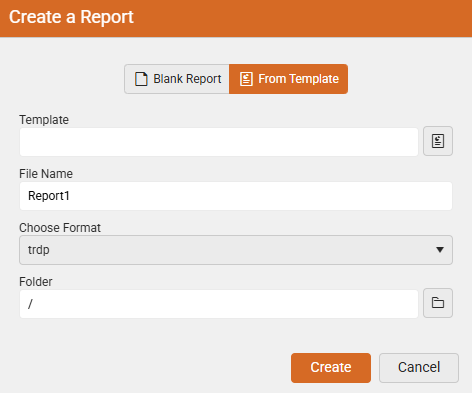 Create a Report
Blank Report From Template
Template
File Name
Report1
Choose Format
trdp
Folder
/
Create Cancel